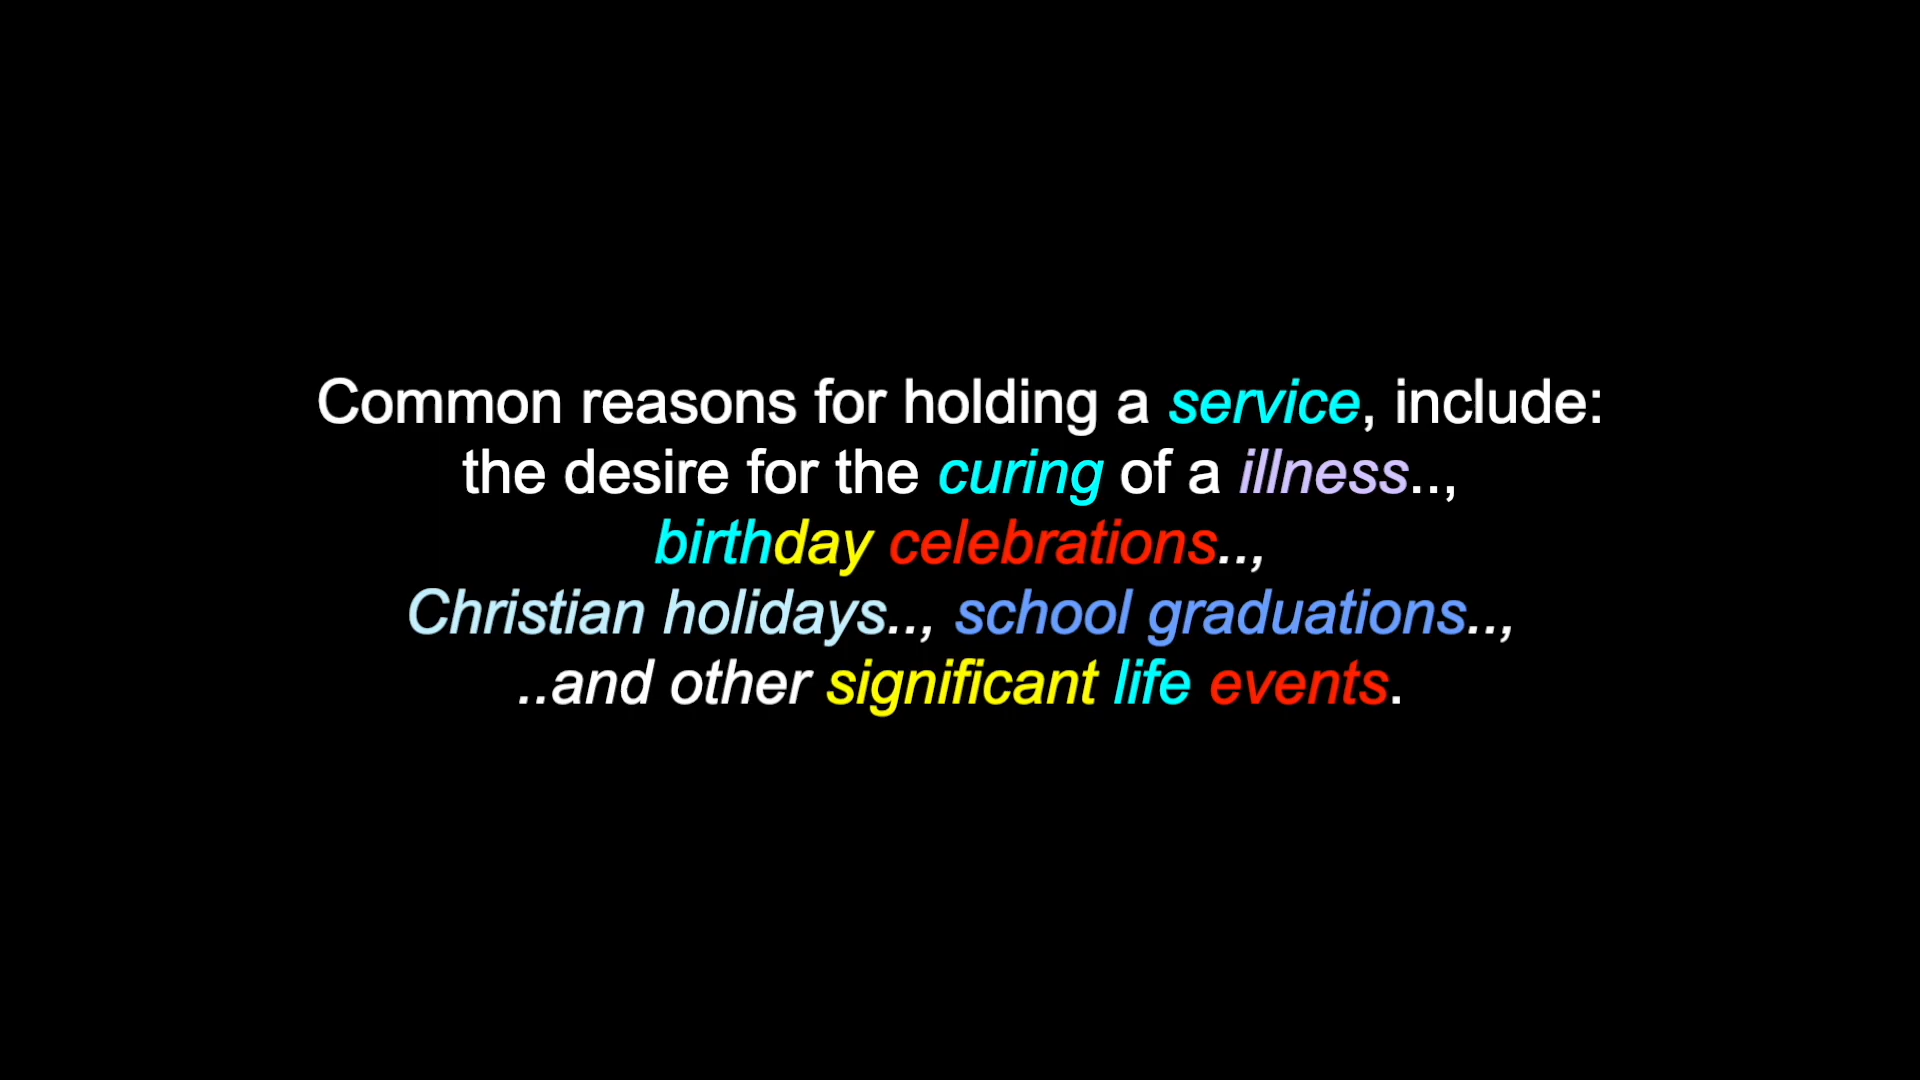 Common reasons for holding a service, include:
the desire for the curing of a illness..,
birthday celebrations..,
Christian holidays.., school graduations..,
..and other significant life events.